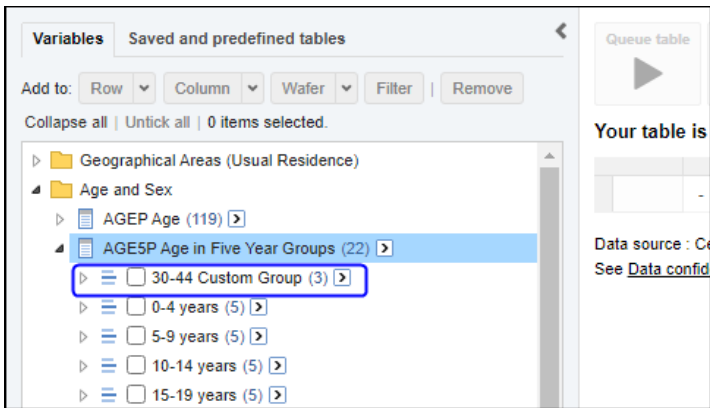 Variables Saved and predefined tables
Queue table
Add to: Row Column Wafer Filter | Remove
Collapse all | Untick all | 0 items selected.
Your table is
Geographical Areas (Usual Residence)
Age and Sex
-
AGEP Age (119)
AGE5P Age in Five Year Groups (22)
Data source : Ce
30-44 Custom Group (3)
See Data confid
0-4 years (5)
5-9 years (5)
10-14 years (5)
15-19 years (5)